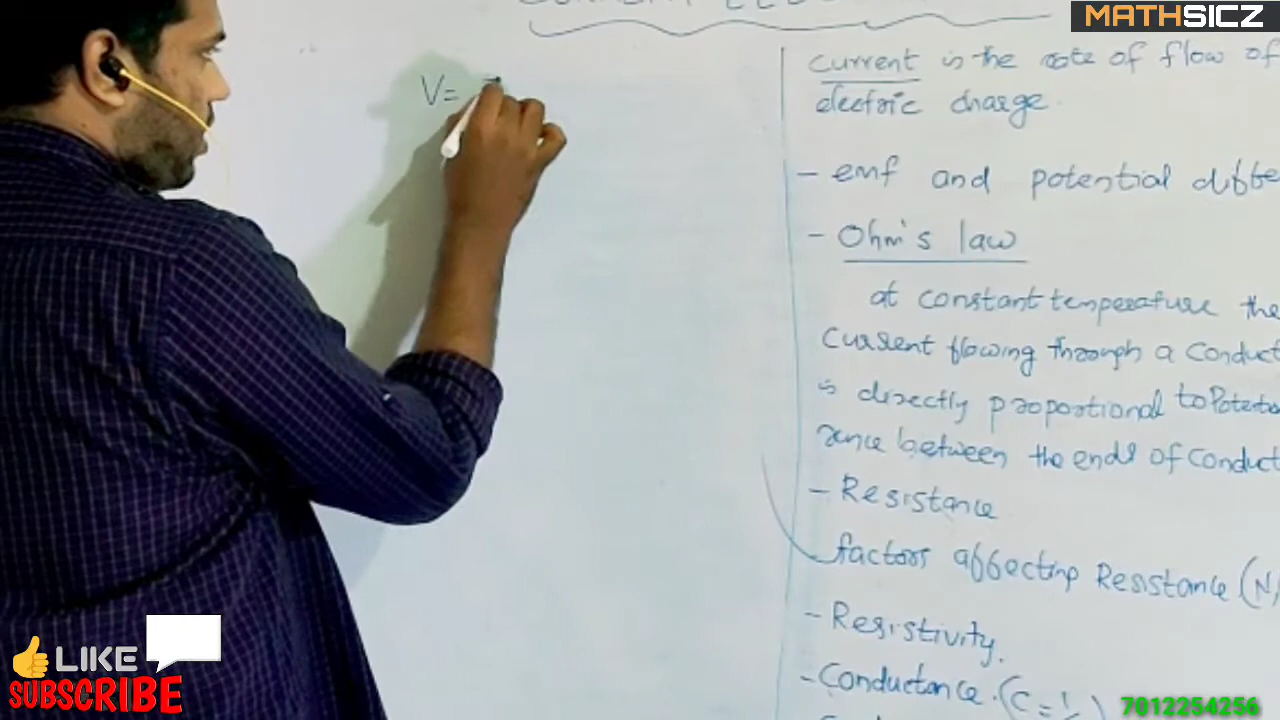 MATHSICZ
V=
current is the rate of flow of
electric charge.
- emf and potential diffe
- Ohm's law
at constant temperature the
Current flowing through a Conduct
is directly proportional to Potentia
rence between the ends of Conduct
- Resistance
factors affecting Resistance (N,
- Resistivity.
- Conductance. (C = 1/
LIKE
SUBSCRIBE
7012254256